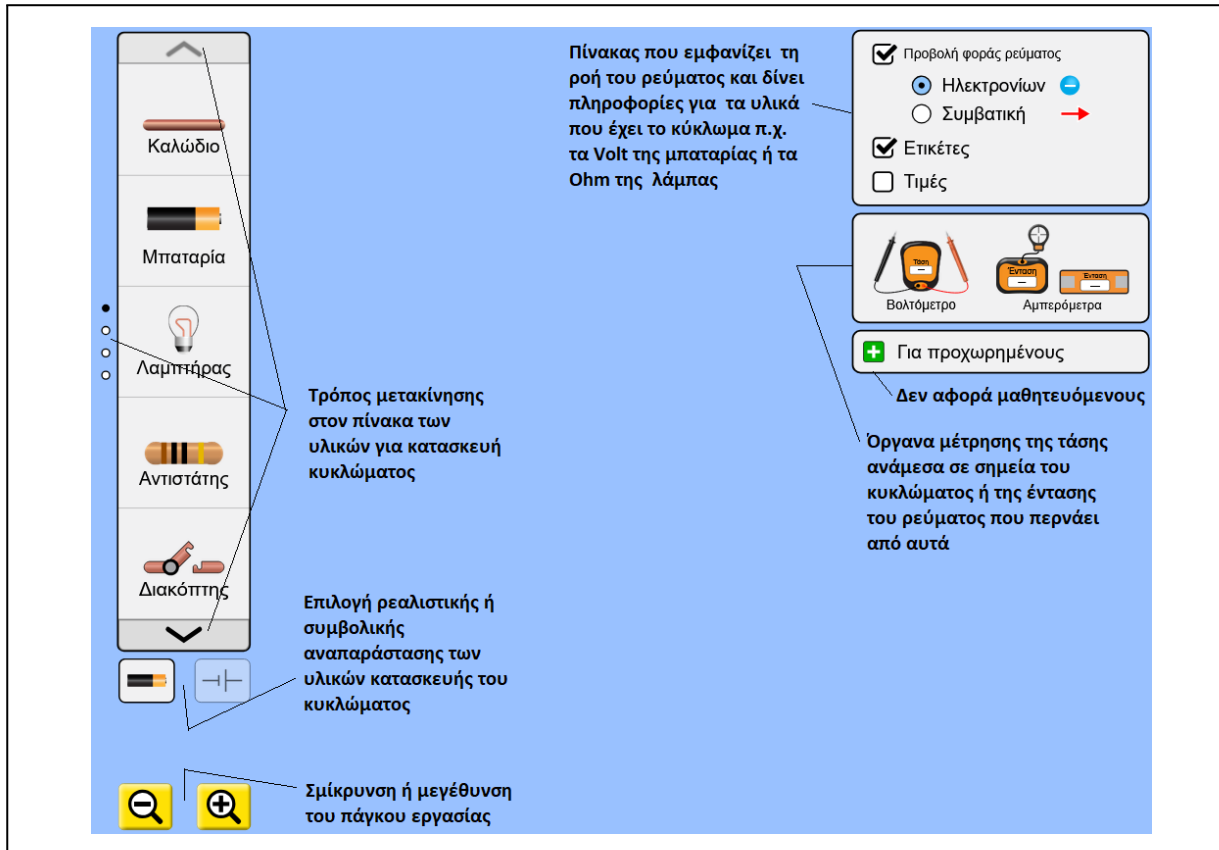 Καλώδιο
Μπαταρία
Λαμπτήρας
Αντιστάτης
Διακόπτης
Τρόπος μετακίνησης
στον πίνακα των
υλικών για κατασκευή
κυκλώματος
Επιλογή ρεαλιστικής ή
συμβολικής
αναπαράστασης των
υλικών κατασκευής του
κυκλώματος
Σμίκρυνση ή μεγέθυνση
του πάγκου εργασίας
Πίνακας που εμφανίζει τη
ροή του ρεύματος και δίνει
πληροφορίες για τα υλικά
που έχει το κύκλωμα π.χ.
τα Volt της μπαταρίας ή τα
Ohm της λάμπας
Προβολή φοράς ρεύματος
Ηλεκτρονίων
Συμβατική
Ετικέτες
Τιμές
Τάση
Ένταση
Ένταση
Βολτόμετρο
Αμπερόμετρα
Για προχωρημένους
Δεν αφορά μαθητευόμενους
Όργανα μέτρησης της τάσης
ανάμεσα σε σημεία του
κυκλώματος ή της έντασης
του ρεύματος που περνάει
από αυτά